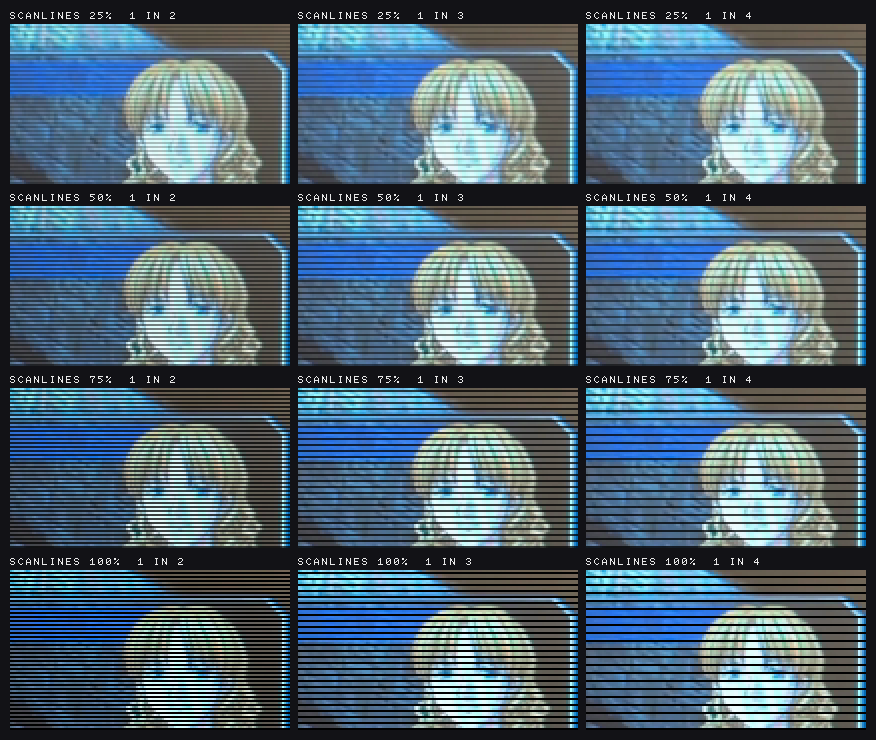 SCANLINES 25%  1 IN 2
SCANLINES 25%  1 IN 3
SCANLINES 25%  1 IN 4
SCANLINES 50%  1 IN 2
SCANLINES 50%  1 IN 3
SCANLINES 50%  1 IN 4
SCANLINES 75%  1 IN 2
SCANLINES 75%  1 IN 3
SCANLINES 75%  1 IN 4
SCANLINES 100%  1 IN 2
SCANLINES 100%  1 IN 3
SCANLINES 100%  1 IN 4